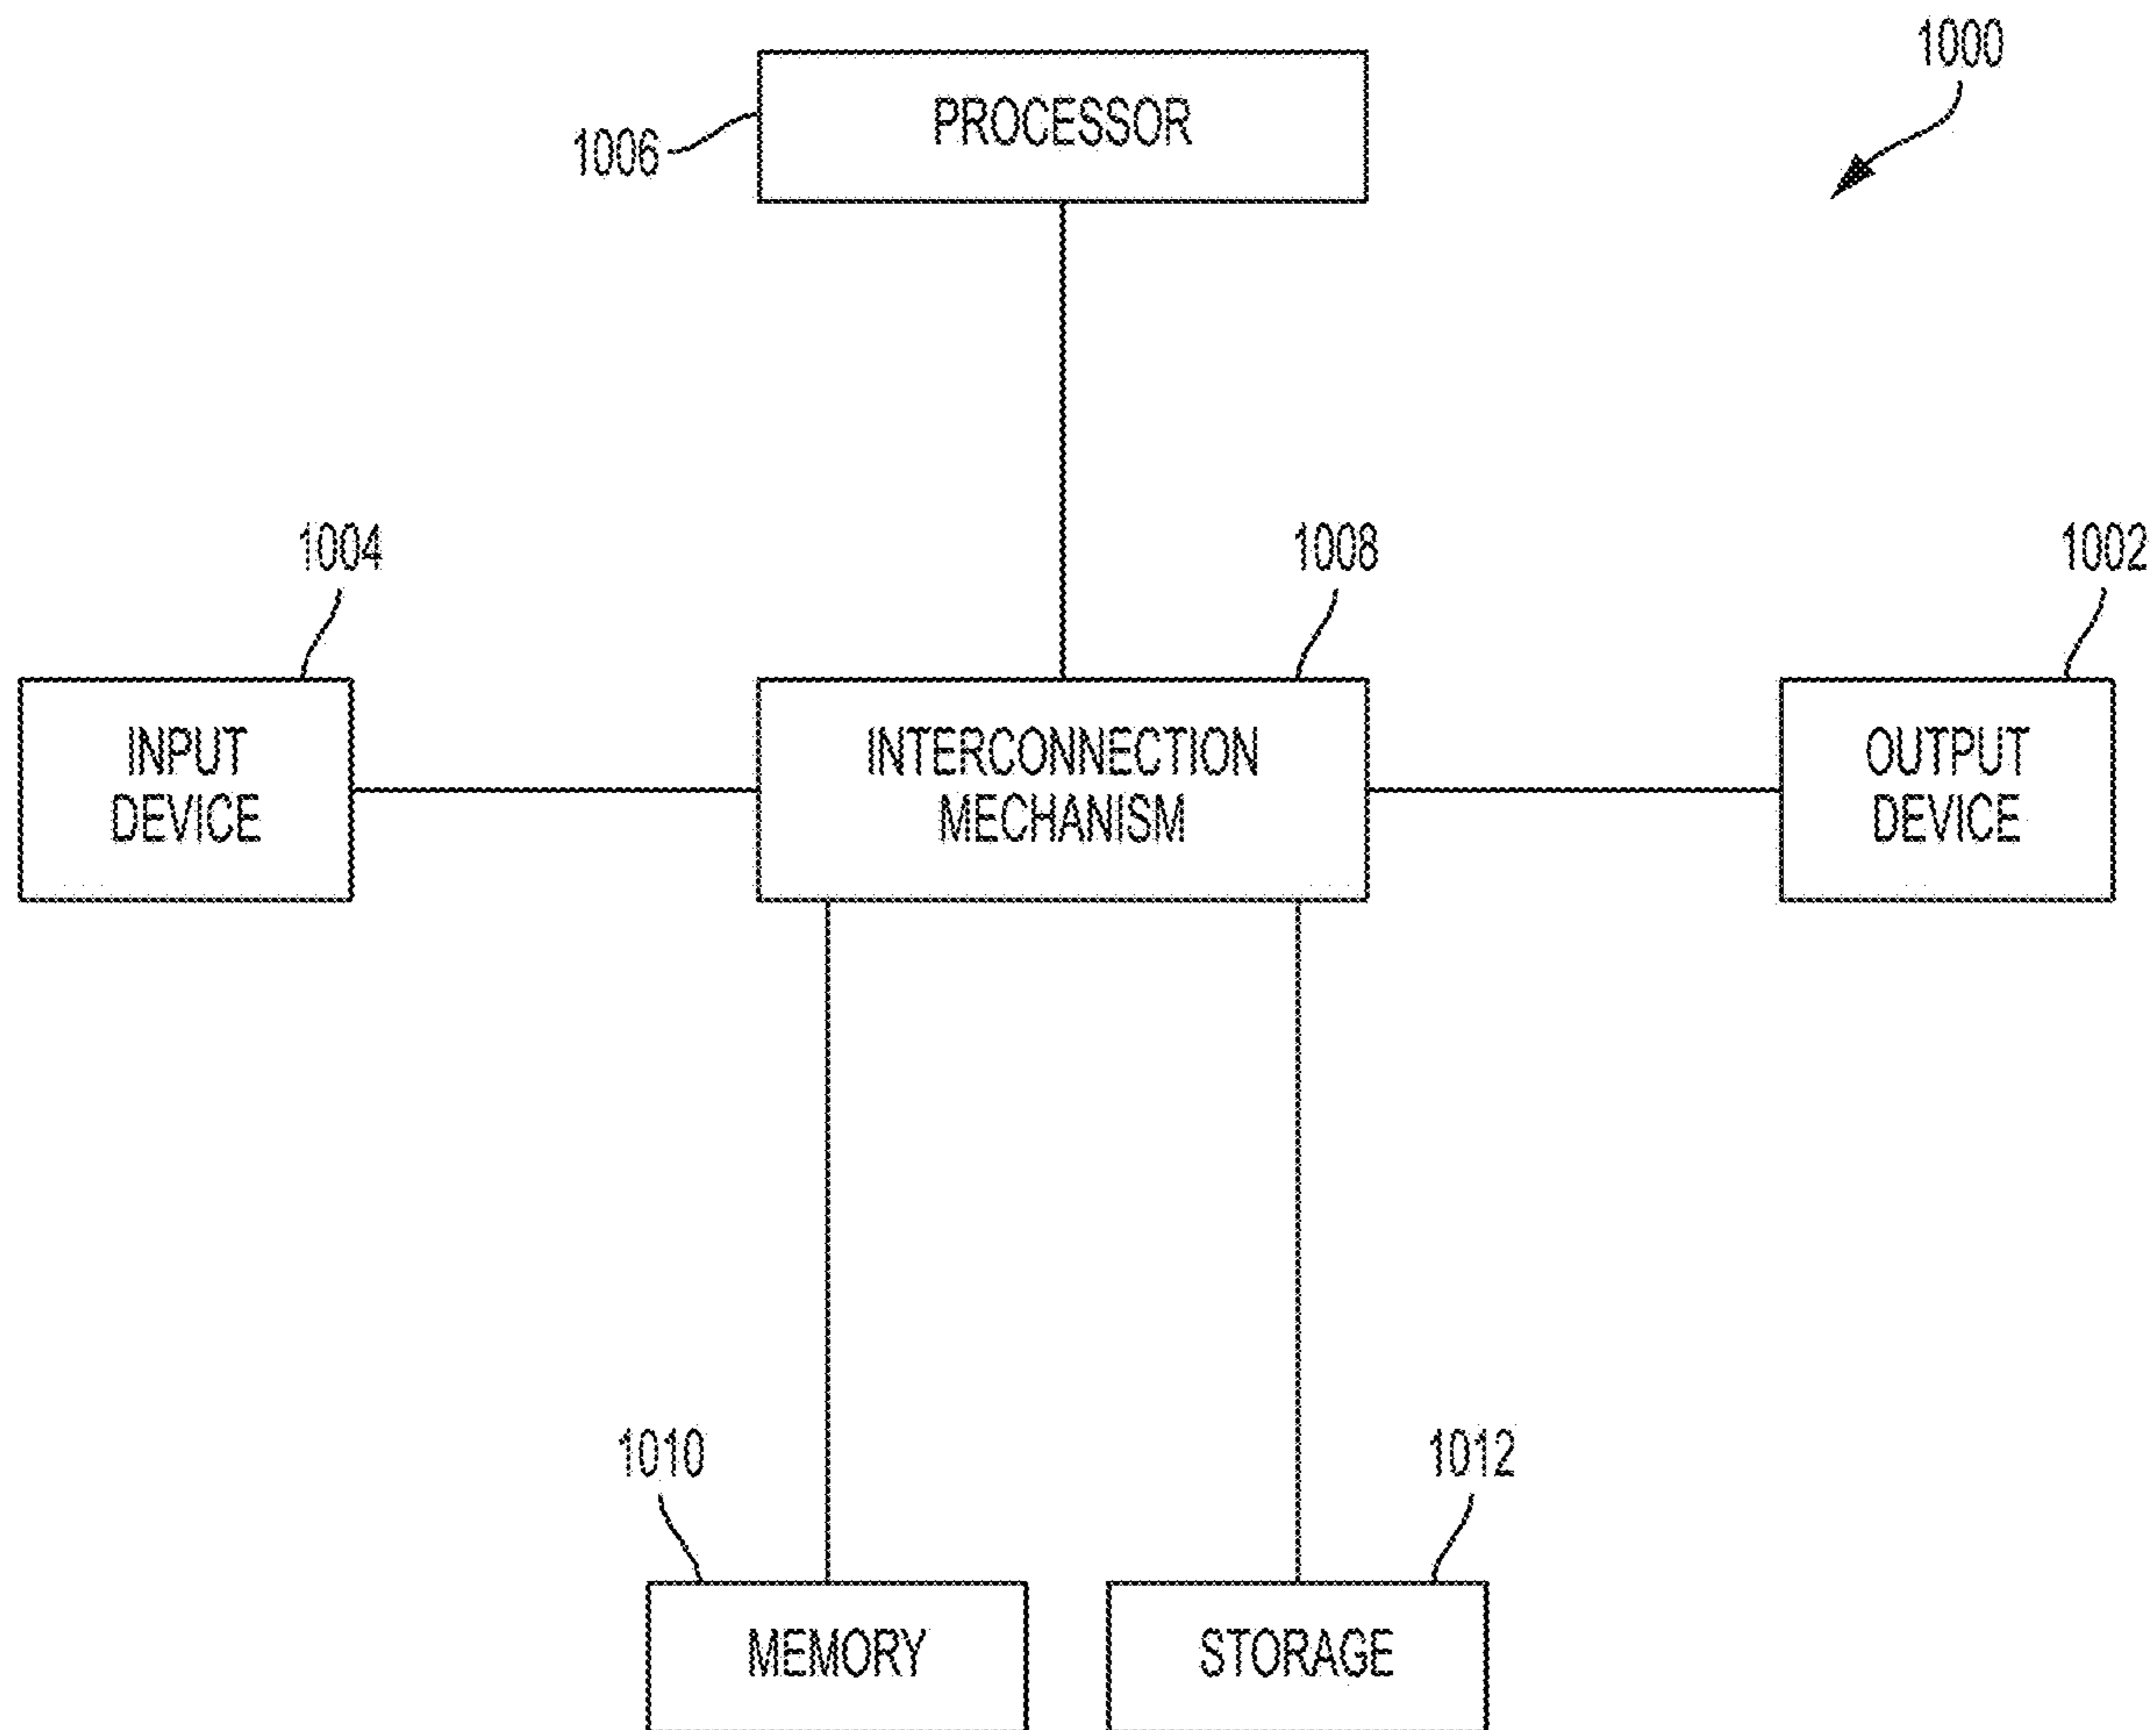 1000
PROCESSOR
1006
1004
1008
1002
INPUT
DEVICE
INTERCONNECTION
MECHANISM
OUTPUT
DEVICE
1010
1012
MEMORY
STORAGE